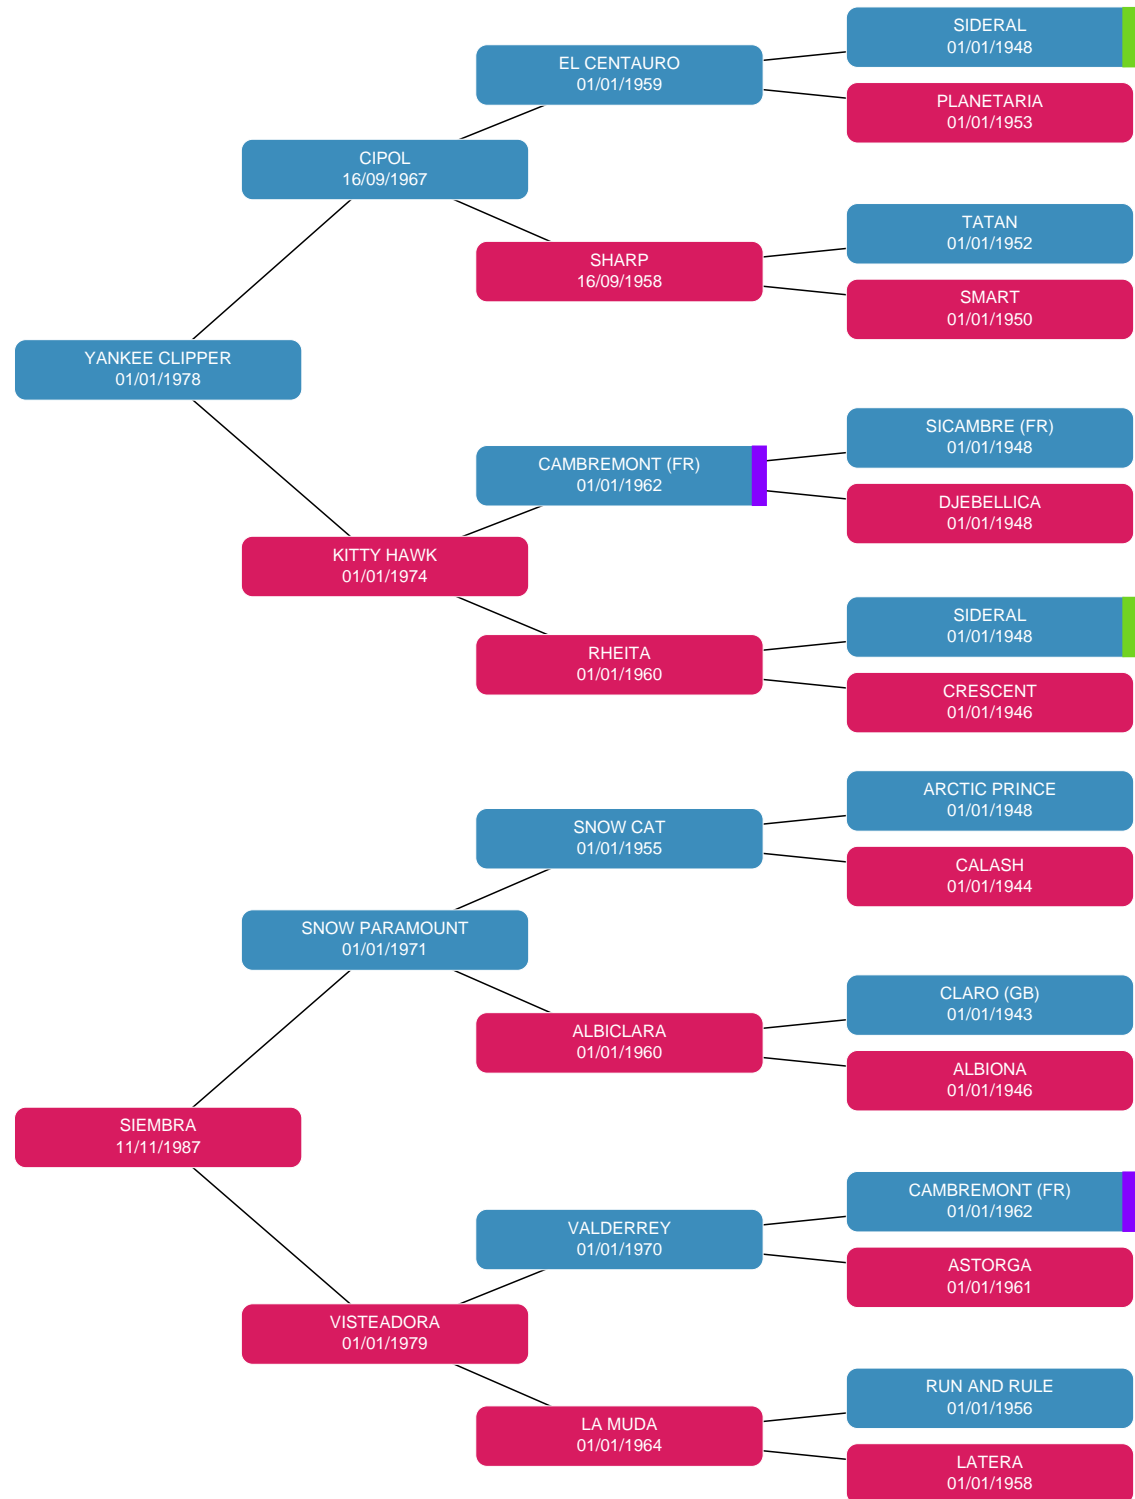 SIDERAL
01/01/1948
EL CENTAURO
01/01/1959
PLANETARIA
01/01/1953
CIPOL
16/09/1967
TATAN
01/01/1952
SHARP
16/09/1958
SMART
01/01/1950
YANKEE CLIPPER
01/01/1978
SICAMBRE (FR)
01/01/1948
CAMBREMONT (FR)
01/01/1962
DJEBELLICA
01/01/1948
KITTY HAWK
01/01/1974
SIDERAL
01/01/1948
RHEITA
01/01/1960
CRESCENT
01/01/1946
ARCTIC PRINCE
01/01/1948
SNOW CAT
01/01/1955
CALASH
01/01/1944
SNOW PARAMOUNT
01/01/1971
CLARO (GB)
01/01/1943
ALBICLARA
01/01/1960
ALBIONA
01/01/1946
SIEMBRA
11/11/1987
CAMBREMONT (FR)
01/01/1962
VALDERREY
01/01/1970
ASTORGA
01/01/1961
VISTEADORA
01/01/1979
RUN AND RULE
01/01/1956
LA MUDA
01/01/1964
LATERA
01/01/1958